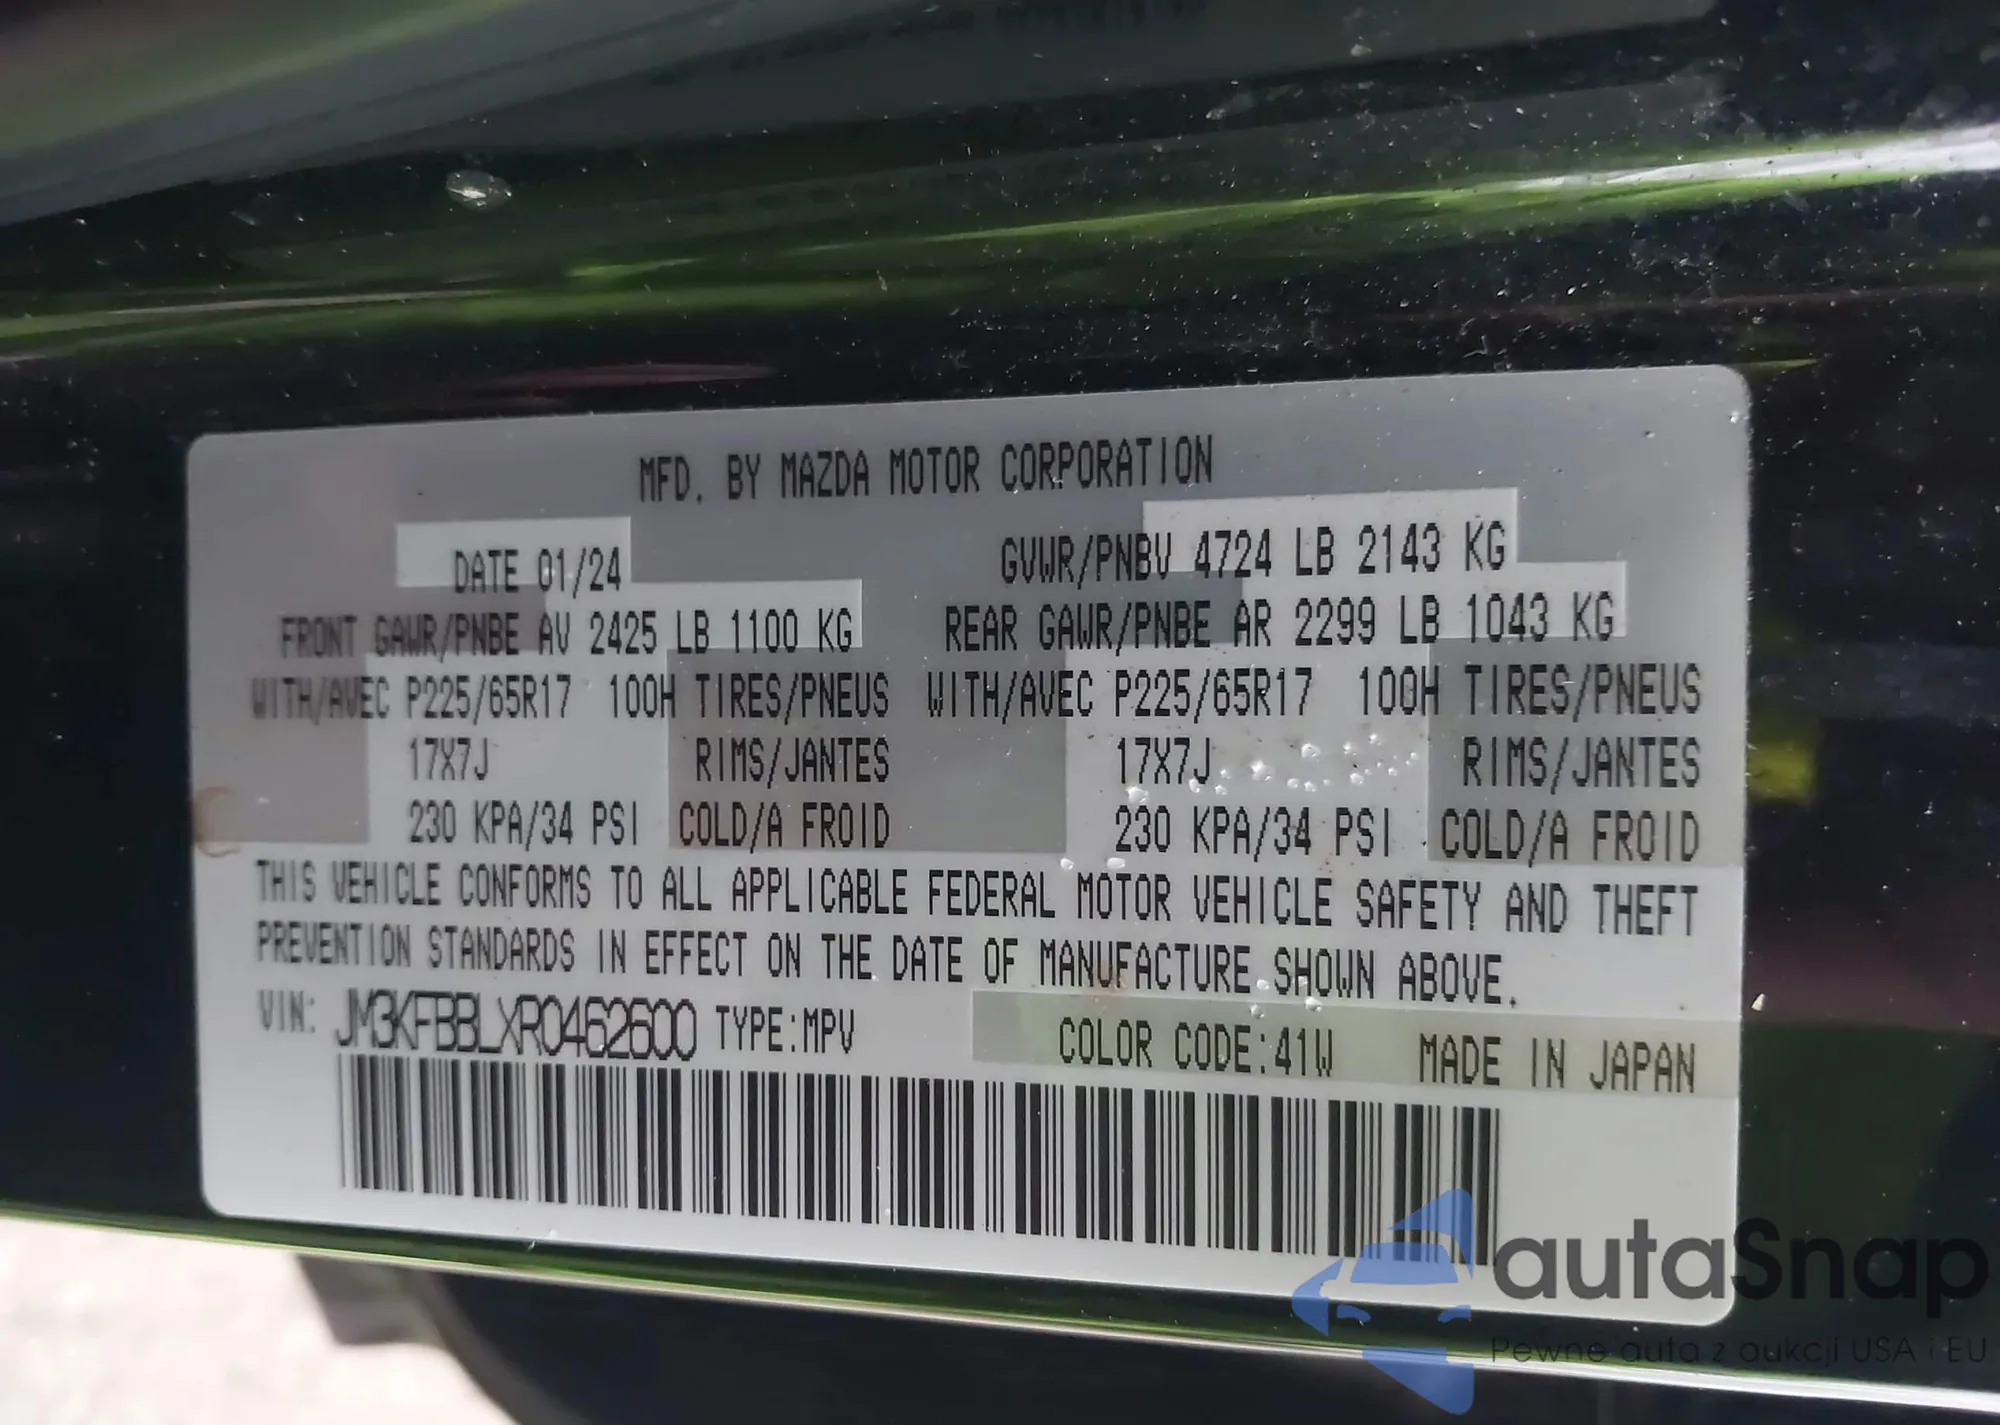 MFD. BY MAZDA MOTOR CORPORATION
DATE 01/24 GVWR/PNBV 4724 LB 2143 KG
FRONT GAWR/PNBE AV 2425 LB 1100 KG REAR GAWR/PNBE AR 2299 LB 1043 KG
WITH/AVEC P225/65R17 100H TIRES/PNEUS WITH/AVEC P225/65R17 100H TIRES/PNEUS
17X7J RIMS/JANTES 17X7J RIMS/JANTES
230 KPA/34 PSI COLD/A FROID 230 KPA/34 PSI COLD/A FROID
THIS VEHICLE CONFORMS TO ALL APPLICABLE FEDERAL MOTOR VEHICLE SAFETY AND THEFT
PREVENTION STANDARDS IN EFFECT ON THE DATE OF MANUFACTURE SHOWN ABOVE.
VIN: JM3KFBBLXR0462600 TYPE:MPV COLOR CODE:41W MADE IN JAPAN
autaSnap
Pewne auta z aukcji USA i EU